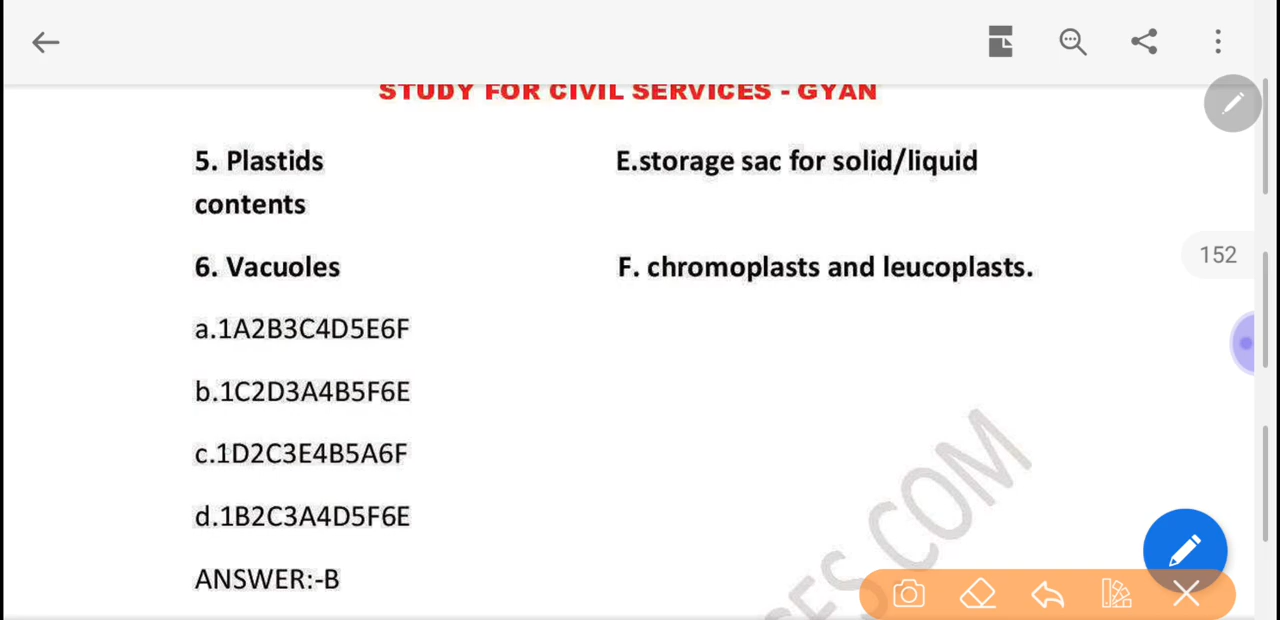 STUDY FOR CIVIL SERVICES - GYAN
5. Plastids E.storage sac for solid/liquid
contents
6. Vacuoles F. chromoplasts and leucoplasts.
152
a.1A2B3C4D5E6F
b.1C2D3A4B5F6E
c.1D2C3E4B5A6F
d.1B2C3A4D5F6E
ANSWER:-B